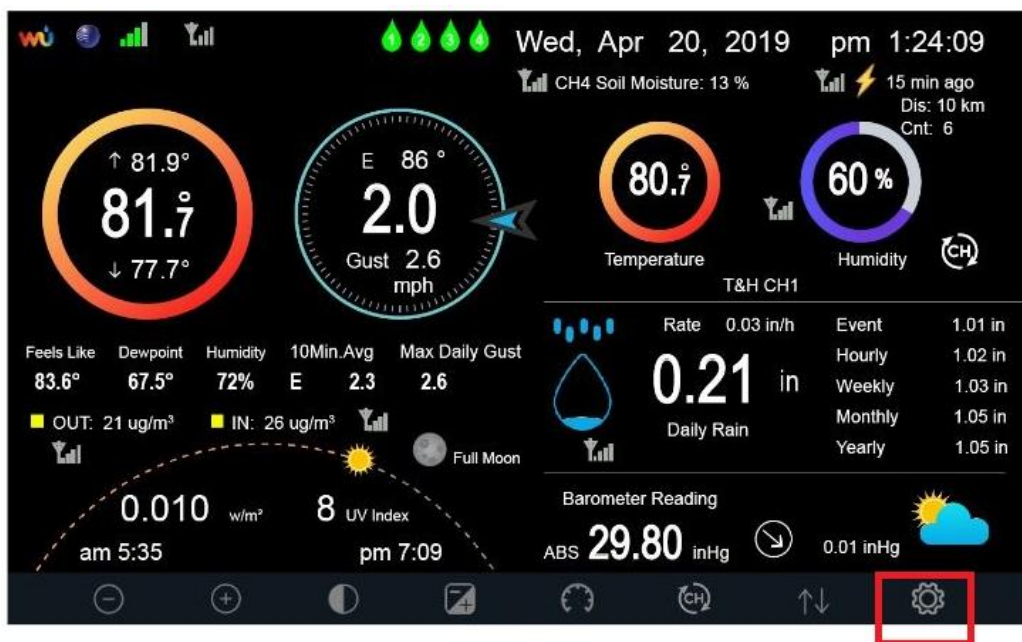 wu
1 2 3 4
Wed, Apr 20, 2019 pm 1:24:09
CH4 Soil Moisture: 13 %
15 min ago
Dis: 10 km
Cnt: 6
↑ 81.9°
81.7°
↓ 77.7°
E 86 °
2.0
Gust 2.6
mph
80.7°
Temperature
60 %
Humidity
CH
T&H CH1
Feels Like Dewpoint Humidity 10Min.Avg Max Daily Gust
83.6° 67.5° 72% E 2.3 2.6
OUT: 21 ug/m³ IN: 26 ug/m³
Full Moon
0.010 w/m² 8 UV Index
am 5:35 pm 7:09
Rate 0.03 in/h
0.21 in
Daily Rain
Event 1.01 in
Hourly 1.02 in
Weekly 1.03 in
Monthly 1.05 in
Yearly 1.05 in
Barometer Reading
ABS 29.80 inHg 0.01 inHg
CH